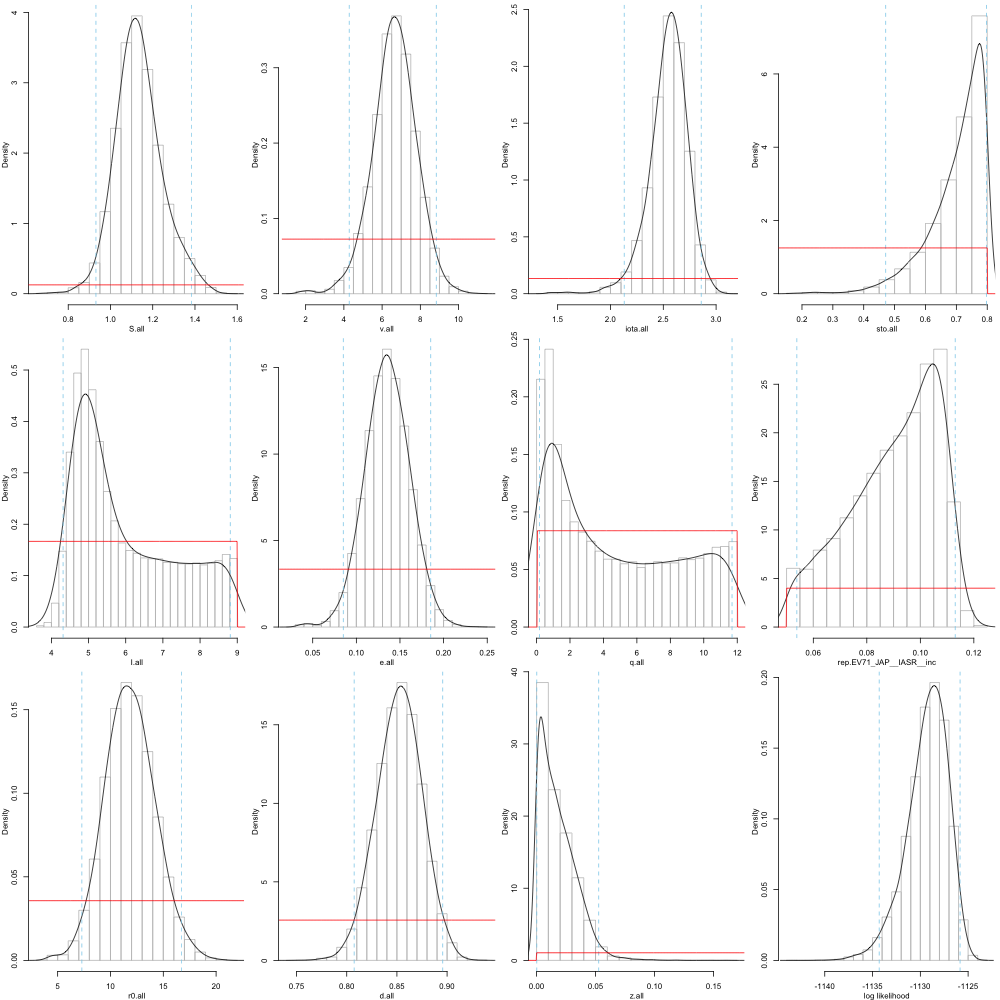 Density
0 1 2 3 4
0.8 1.0 1.2 1.4 1.6
S.all
Density
0.0 0.1 0.2 0.3
2 4 6 8 10
v.all
Density
0.0 0.5 1.0 1.5 2.0 2.5
1.5 2.0 2.5 3.0
iota.all
Density
0 2 4 6
0.2 0.3 0.4 0.5 0.6 0.7 0.8
sto.all
Density
0.0 0.1 0.2 0.3 0.4 0.5
4 5 6 7 8 9
l.all
Density
0 5 10 15
0.05 0.10 0.15 0.20 0.25
e.all
Density
0.00 0.05 0.10 0.15 0.20 0.25
0 2 4 6 8 10 12
q.all
Density
0 5 10 15 20 25
0.06 0.08 0.10 0.12
rep.EV71_JAP__IASR__inc
Density
0.00 0.05 0.10 0.15
5 10 15 20
r0.all
Density
0 5 10 15
0.75 0.80 0.85 0.90
d.all
Density
0 10 20 30 40
0.00 0.05 0.10 0.15
z.all
Density
0.00 0.05 0.10 0.15 0.20
-1140 -1135 -1130 -1125
log likelihood